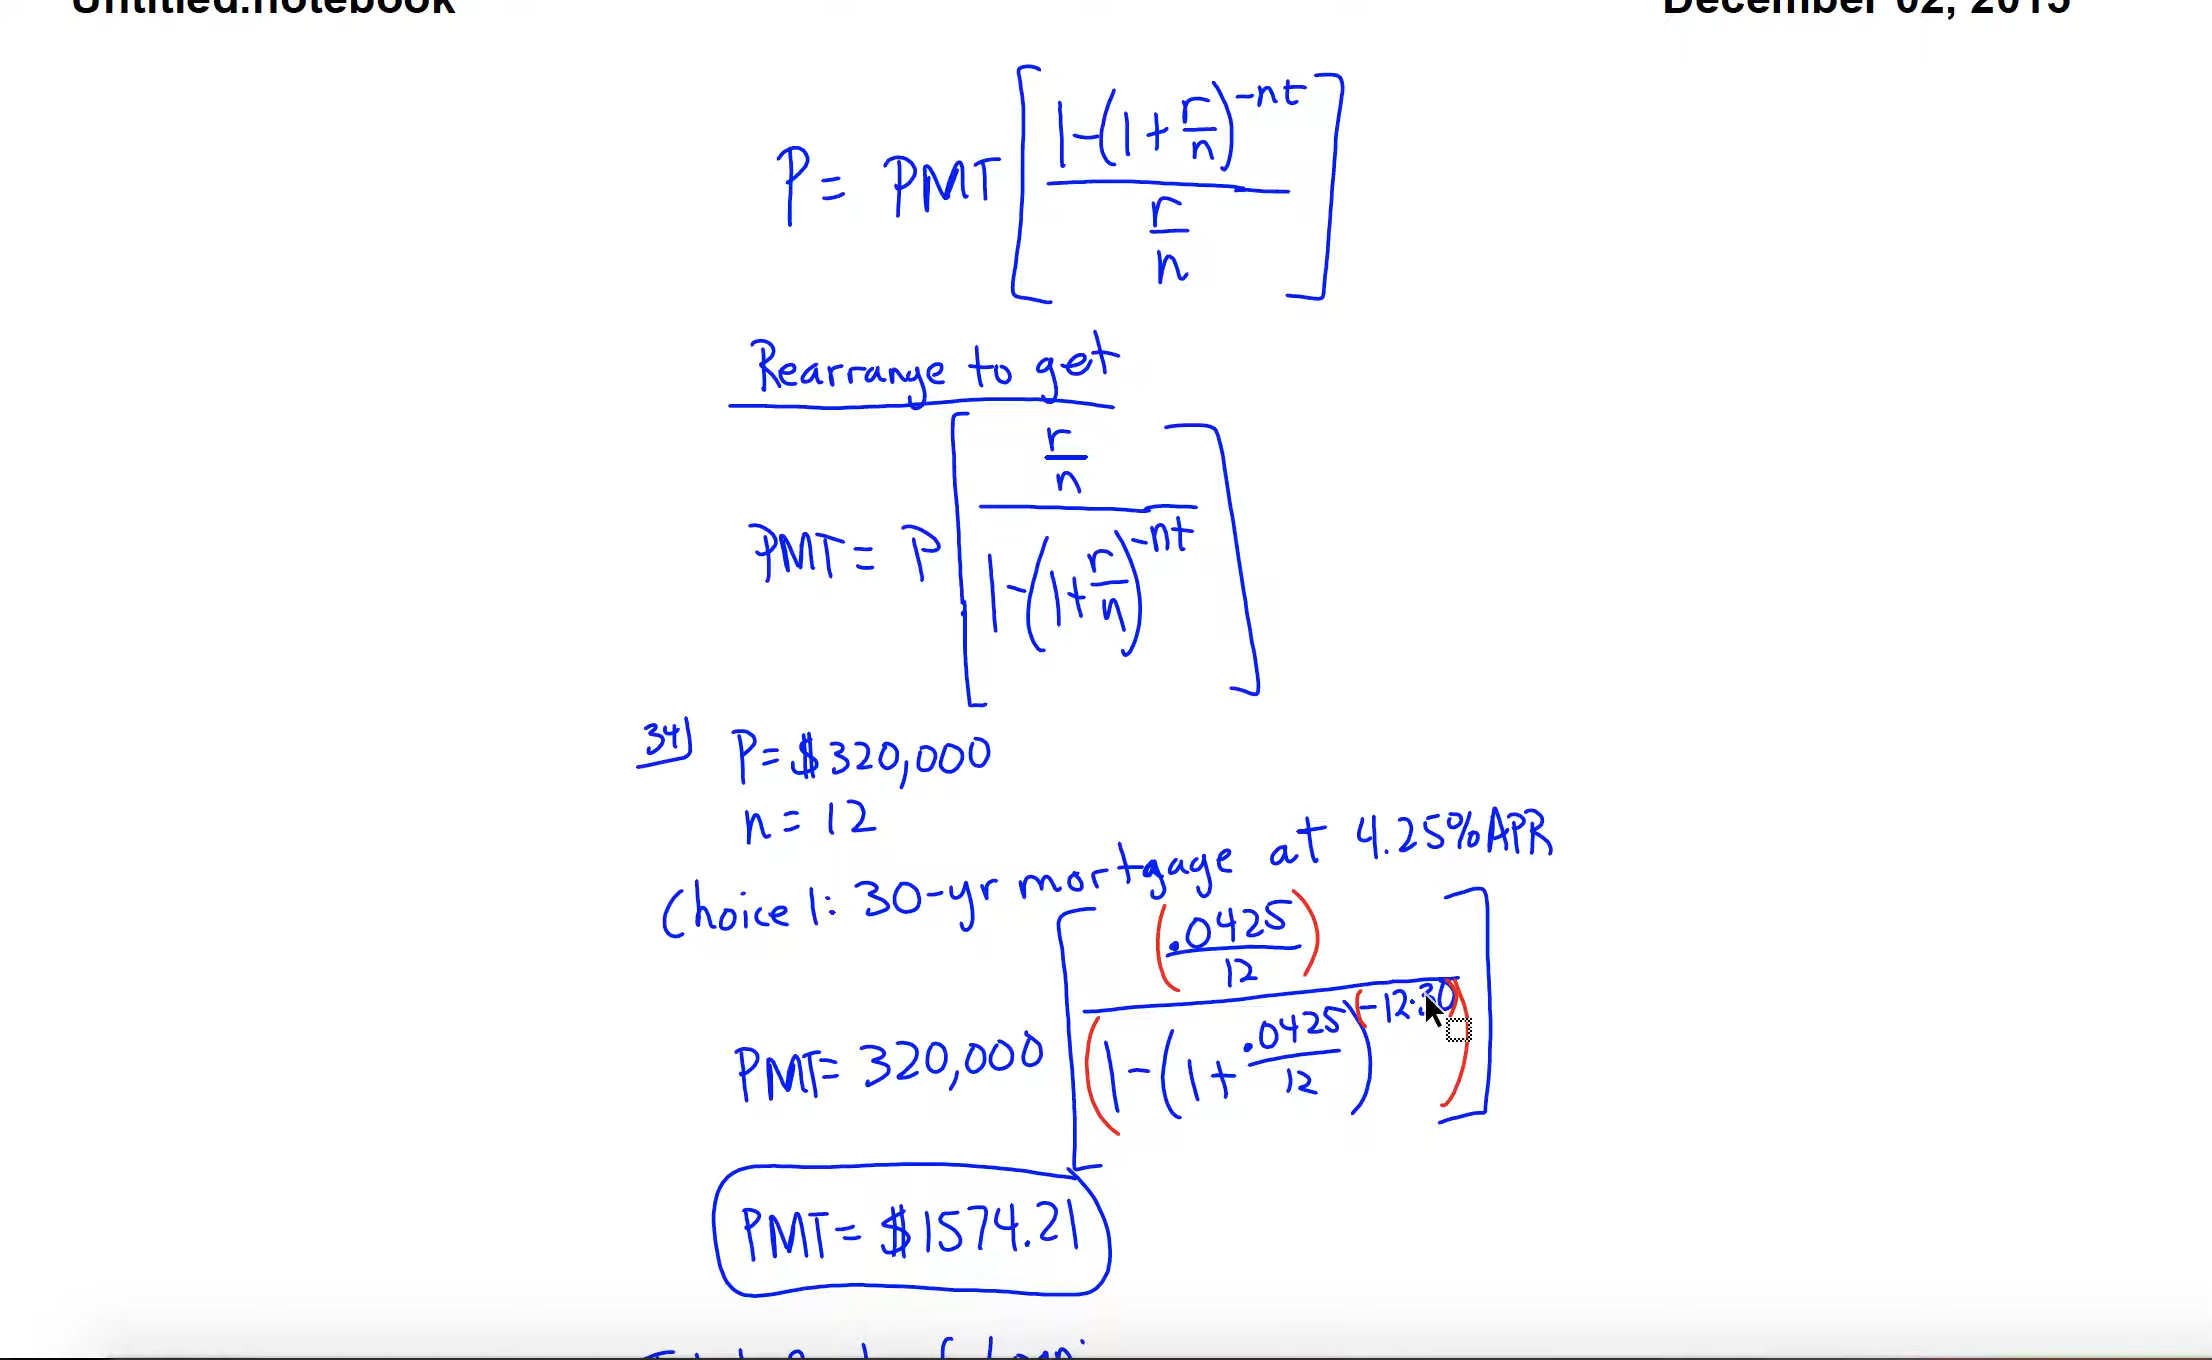 Untitled.notebook December 02, 2015
P = PMT [ (1-(1+r/n)^-nt) / (r/n) ]
Rearrange to get
PMT = P [ (r/n) / (1-(1+r/n)^-nt) ]
34) P = $320,000
n = 12
Choice 1: 30-yr mortgage at 4.25% APR
PMT = 320,000 [ (.0425/12) / (1-(1+.0425/12)^(-12·30)) ]
PMT = $1574.21